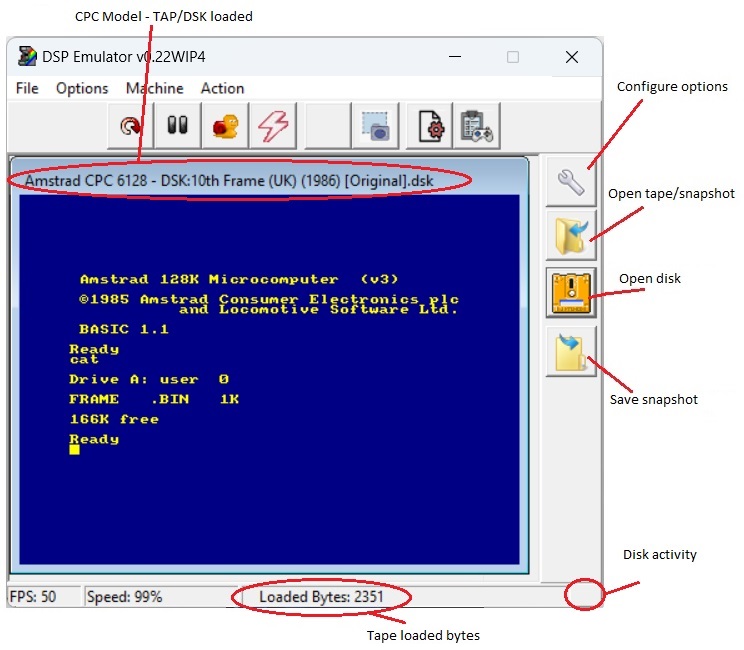 CPC Model - TAP/DSK loaded
DSP Emulator v0.22WIP4
File Options Machine Action
Configure options
Amstrad CPC 6128 - DSK:10th Frame (UK) (1986) [Original].dsk
Open tape/snapshot
Amstrad 128K Microcomputer (v3)
Open disk
©1985 Amstrad Consumer Electronics plc
and Locomotive Software Ltd.
BASIC 1.1
Ready
cat
Drive A: user 0
FRAME .BIN 1K
Save snapshot
166K free
Ready
Disk activity
FPS: 50 Speed: 99% Loaded Bytes: 2351
Tape loaded bytes